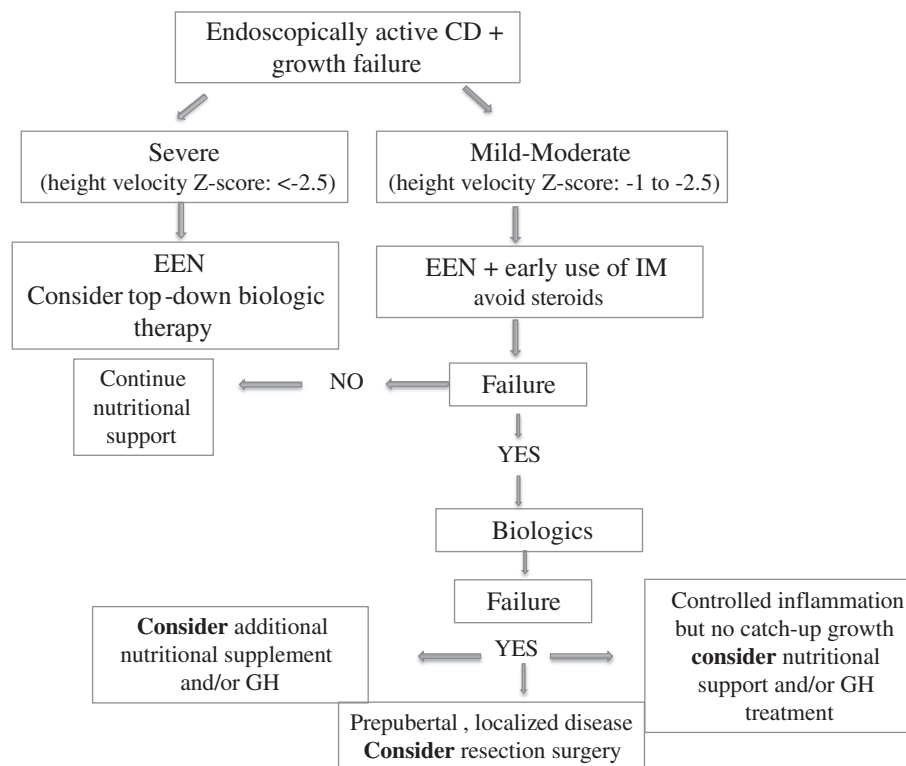 Endoscopically active CD +
growth failure
Severe
(height velocity Z-score: <-2.5)
Mild-Moderate
(height velocity Z-score: -1 to -2.5)
EEN
Consider top-down biologic
therapy
EEN + early use of IM
avoid steroids
Continue
nutritional
support
NO
Failure
YES
Biologics
Failure
Consider additional
nutritional supplement
and/or GH
YES
Controlled inflammation
but no catch-up growth
consider nutritional
support and/or GH
treatment
Prepubertal , localized disease
Consider resection surgery